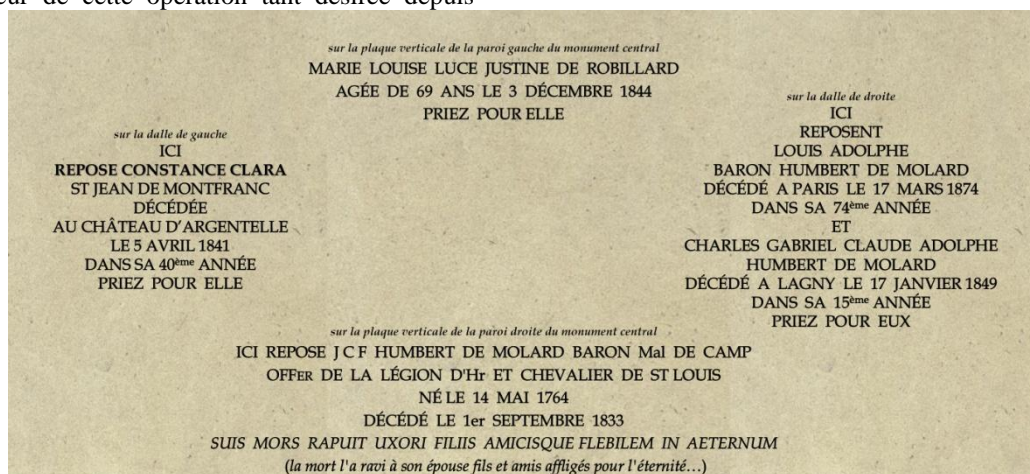 eur de cette opération tant désirée depuis
sur la plaque verticale de la paroi gauche du monument central
MARIE LOUISE LUCE JUSTINE DE ROBILLARD
AGÉE DE 69 ANS LE 3 DÉCEMBRE 1844
PRIEZ POUR ELLE
sur la dalle de gauche
ICI
REPOSE CONSTANCE CLARA
ST JEAN DE MONTFRANC
DÉCÉDÉE
AU CHÂTEAU D'ARGENTELLE
LE 5 AVRIL 1841
DANS SA 40ème ANNÉE
PRIEZ POUR ELLE
sur la dalle de droite
ICI
REPOSENT
LOUIS ADOLPHE
BARON HUMBERT DE MOLARD
DÉCÉDÉ A PARIS LE 17 MARS 1874
DANS SA 74ème ANNÉE
ET
CHARLES GABRIEL CLAUDE ADOLPHE
HUMBERT DE MOLARD
DÉCÉDÉ A LAGNY LE 17 JANVIER 1849
DANS SA 15ème ANNÉE
PRIEZ POUR EUX
sur la plaque verticale de la paroi droite du monument central
ICI REPOSE J C F HUMBERT DE MOLARD BARON Mal DE CAMP
OFFER DE LA LÉGION D'Hr ET CHEVALIER DE ST LOUIS
NÉ LE 14 MAI 1764
DÉCÉDÉ LE 1er SEPTEMBRE 1833
SUIS MORS RAPUIT UXORI FILIIS AMICISQUE FLEBILEM IN AETERNUM
(la mort l'a ravi à son épouse fils et amis affligés pour l'éternité…)